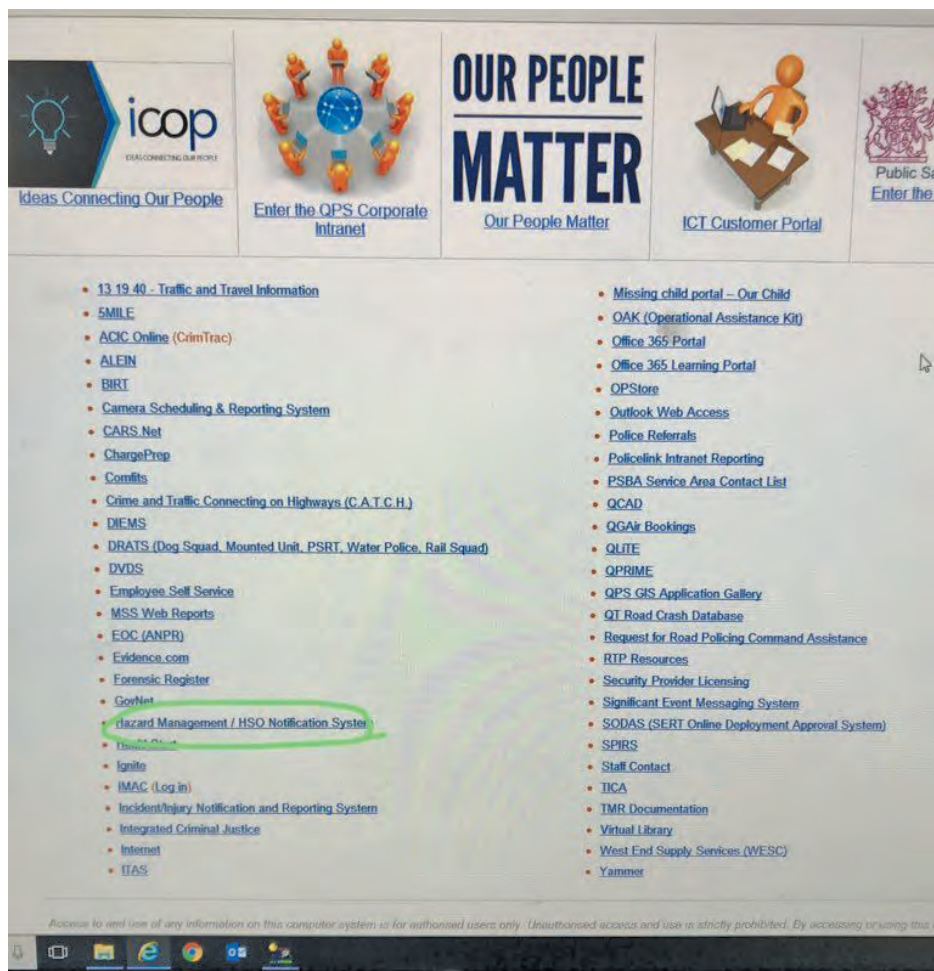 icop
IDEAS CONNECTING OUR PEOPLE
Ideas Connecting Our People
Enter the QPS Corporate
Intranet
OUR PEOPLE
MATTER
Our People Matter
ICT Customer Portal
Public Sa
Enter the
13 19 40 - Traffic and Travel Information
5MILE
ACIC Online (CrimTrac)
ALEIN
BIRT
Camera Scheduling & Reporting System
CARS.Net
ChargePrep
Comfits
Crime and Traffic Connecting on Highways (C.A.T.C.H.)
DIEMS
DRATS (Dog Squad, Mounted Unit, PSRT, Water Police, Rail Squad)
DVDS
Employee Self Service
MSS Web Reports
EOC (ANPR)
Evidence.com
Forensic Register
GovNet
Hazard Management / HSO Notification System
Ignite
IMAC (Log in)
Incident/Injury Notification and Reporting System
Integrated Criminal Justice
Internet
ITAS
Missing child portal – Our Child
OAK (Operational Assistance Kit)
Office 365 Portal
Office 365 Learning Portal
OPStore
Outlook Web Access
Police Referrals
Policelink Intranet Reporting
PSBA Service Area Contact List
QCAD
QGAir Bookings
QLiTE
QPRIME
QPS GIS Application Gallery
QT Road Crash Database
Request for Road Policing Command Assistance
RTP Resources
Security Provider Licensing
Significant Event Messaging System
SODAS (SERT Online Deployment Approval System)
SPIRS
Staff Contact
TICA
TMR Documentation
Virtual Library
West End Supply Services (WESC)
Yammer
Access to and use of any information on this computer system is for authorised users only. Unauthorised access and use is strictly prohibited. By accessing or using this